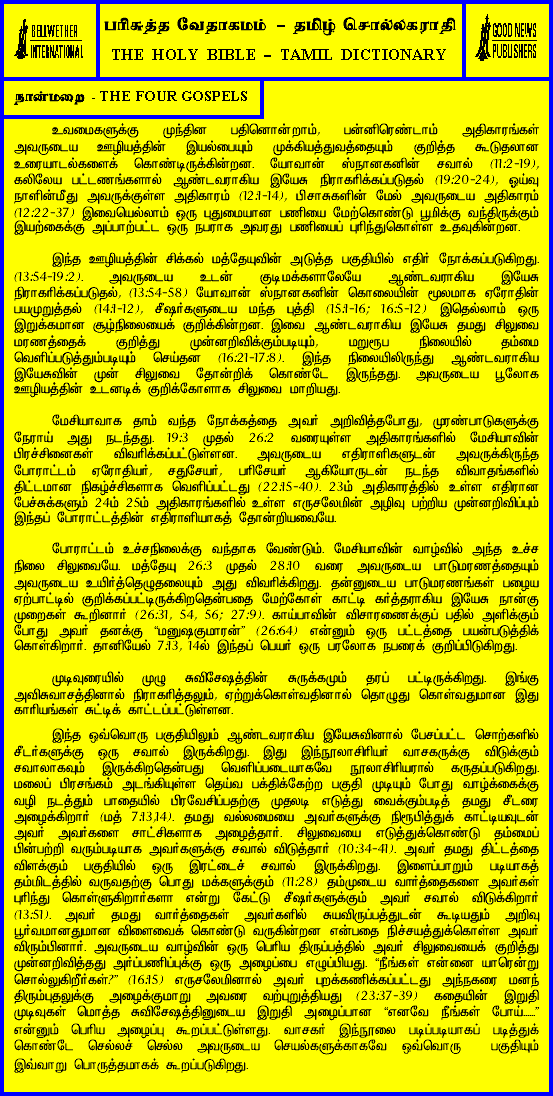 BELLWETHER
INTERNATIONAL
பரிசுத்த வேதாகமம் – தமிழ் சொல்லகராதி
THE HOLY BIBLE – TAMIL DICTIONARY
GOOD NEWS
PUBLISHERS
நான்மறை - THE FOUR GOSPELS
உவமைகளுக்கு முந்தின பதினொன்றாம், பன்னிரெண்டாம் அதிகாரங்கள்
அவருடைய ஊழியத்தின் இயல்பையும் முக்கியத்துவத்தையும் குறித்த கூடுதலான
உரையாடல்களைக் கொண்டிருக்கின்றன. யோவான் ஸ்நானகனின் சவால் (11:2-19),
கலிலேய பட்டணங்களால் ஆண்டவராகிய இயேசு நிராகரிக்கப்படுதல் (19:20-24), ஓய்வு
நாளின்மீது அவருக்குள்ள அதிகாரம் (12:1-14), பிசாசுகளின் மேல் அவருடைய அதிகாரம்
(12:22-37) இவையெல்லாம் ஒரு புதுமையான பணியை மேற்கொண்டு பூமிக்கு வந்திருக்கும்
இயற்கைக்கு அப்பாற்பட்ட ஒரு நபராக அவரது பணியைப் புரிந்துகொள்ள உதவுகின்றன.
இந்த ஊழியத்தின் சிக்கல் மத்தேயுவின் அடுத்த பகுதியில் எதிர் நோக்கப்படுகிறது.
(13:54-19:2). அவருடைய உடன் குடிமக்களாலேயே ஆண்டவராகிய இயேசு
நிராகரிக்கப்படுதல், (13:54-58) யோவான் ஸ்நானகனின் கொலையின் மூலமாக ஏரோதின்
பயமுறுத்தல் (14:1-12), சீஷர்களுடைய மந்த புத்தி (15:1-16; 16:5-12) இதெல்லாம் ஒரு
இறுக்கமான சூழ்நிலையைக் குறிக்கின்றன. இவை ஆண்டவராகிய இயேசு தமது சிலுவை
மரணத்தைக் குறித்து முன்னறிவிக்கும்படியும், மறுரூப நிலையில் தம்மை
வெளிப்படுத்தும்படியும் செய்தன (16:21-17:8). இந்த நிலையிலிருந்து ஆண்டவராகிய
இயேசுவின் முன் சிலுவை தோன்றிக் கொண்டே இருந்தது. அவருடைய பூலோக
ஊழியத்தின் உடனடிக் குறிக்கோளாக சிலுவை மாறியது.
மேசியாவாக தாம் வந்த நோக்கத்தை அவர் அறிவித்தபோது, முரண்பாடுகளுக்கு
நேராய் அது நடந்தது. 19:3 முதல் 26:2 வரையுள்ள அதிகாரங்களில் மேசியாவின்
பிரச்சினைகள் விவரிக்கப்பட்டுள்ளன. அவருடைய எதிராளிகளுடன் அவருக்கிருந்த
போராட்டம் ஏரோதியர், சதுசேயர், பரிசேயர் ஆகியோருடன் நடந்த விவாதங்களில்
திட்டமான நிகழ்ச்சிகளாக வெளிப்பட்டது (22:15-40). 23ம் அதிகாரத்தில் உள்ள எதிரான
பேச்சுக்களும் 24ம் 25ம் அதிகாரங்களில் உள்ள எருசலேமின் அழிவு பற்றிய முன்னறிவிப்பும்
இந்தப் போராட்டத்தின் எதிராளியாகத் தோன்றியவையே.
போராட்டம் உச்சநிலைக்கு வந்தாக வேண்டும். மேசியாவின் வாழ்வில் அந்த உச்ச
நிலை சிலுவையே. மத்தேயு 26:3 முதல் 28:10 வரை அவருடைய பாடுமரணத்தையும்
அவருடைய உயிர்த்தெழுதலையும் அது விவரிக்கிறது. தன்னுடைய பாடுமரணங்கள் பழைய
ஏற்பாட்டில் குறிக்கப்பட்டிருக்கிறதென்பதை மேற்கோள் காட்டி கர்த்தராகிய இயேசு நான்கு
முறைகள் கூறினார் (26:31, 54, 56; 27:9). காய்பாவின் விசாரணைக்குப் பதில் அளிக்கும்
போது அவர் தனக்கு “மனுஷகுமாரன்” (26:64) என்னும் ஒரு பட்டத்தை பயன்படுத்திக்
கொள்கிறார். தானியேல் 7:13, 14ல் இந்தப் பெயர் ஒரு பரலோக நபரைக் குறிப்பிடுகிறது.
முடிவுரையில் முழு சுவிசேஷத்தின் சுருக்கமும் தரப் பட்டிருக்கிறது. இங்கு
அவிசுவாசத்தினால் நிராகரித்தலும், ஏற்றுக்கொள்வதினால் தொழுது கொள்வதுமான இது
காரியங்கள் சுட்டிக் காட்டப்பட்டுள்ளன.
இந்த ஒவ்வொரு பகுதியிலும் ஆண்டவராகிய இயேசுவினால் பேசப்பட்ட சொற்களில்
சீடர்களுக்கு ஒரு சவால் இருக்கிறது. இது இந்நூலாசிரியர் வாசகருக்கு விடுக்கும்
சவாலாகவும் இருக்கிறதென்பது வெளிப்படையாகவே நூலாசிரியரால் கருதப்படுகிறது.
மலைப் பிரசங்கம் அடங்கியுள்ள தெய்வ பக்திக்கேற்ற பகுதி முடியும் போது வாழ்க்கைக்கு
வழி நடத்தும் பாதையில் பிரவேசிப்பதற்கு முதலடி எடுத்து வைக்கும்படித் தமது சீடரை
அழைக்கிறார் (மத் 7:13,14). தமது வல்லமையை அவர்களுக்கு நிரூபித்துக் காட்டியவுடன்
அவர் அவர்களை சாட்சிகளாக அழைத்தார். சிலுவையை எடுத்துக்கொண்டு தம்மைப்
பின்பற்றி வரும்படியாக அவர்களுக்கு சவால் விடுத்தார் (10:34-41). அவர் தமது திட்டத்தை
விளக்கும் பகுதியில் ஒரு இரட்டைச் சவால் இருக்கிறது. இளைப்பாறும் படியாகத்
தம்மிடத்தில் வருவதற்கு பொது மக்களுக்கும் (11:28) தம்முடைய வார்த்தைகளை அவர்கள்
புரிந்து கொள்ளுகிறார்களா என்று கேட்டு சீஷர்களுக்கும் அவர் சவால் விடுக்கிறார்
(13:51). அவர் தமது வார்த்தைகள் அவர்களில் சுயவிருப்பத்துடன் கூடியதும் அறிவு
பூர்வமானதுமான விளைவைக் கொண்டு வருகின்றன என்பதை நிச்சயத்துக்கொள்ள அவர்
விரும்பினார். அவருடைய வாழ்வின் ஒரு பெரிய திருப்பத்தில் அவர் சிலுவையைக் குறித்து
முன்னறிவித்தது அர்ப்பணிப்புக்கு ஒரு அழைப்பை எழுப்பியது. “நீங்கள் என்னை யாரென்று
சொல்லுகிறீர்கள்?” (16:15) எருசலேமினால் அவர் புறக்கணிக்கப்பட்டது அந்நகரை மனந்
திரும்புதலுக்கு அழைக்குமாறு அவரை வற்புறுத்தியது (23:37-39) கதையின் இறுதி
முடிவுகள் மொத்த சுவிசேஷத்தினுடைய இறுதி அழைப்பான “எனவே நீங்கள் போய்.....”
என்னும் பெரிய அழைப்பு கூறப்பட்டுள்ளது. வாசகர் இந்நூலை படிப்படியாகப் படித்துக்
கொண்டே செல்லச் செல்ல அவருடைய செயல்களுக்காகவே ஒவ்வொரு பகுதியும்
இவ்வாறு பொருத்தமாகக் கூறப்படுகிறது.